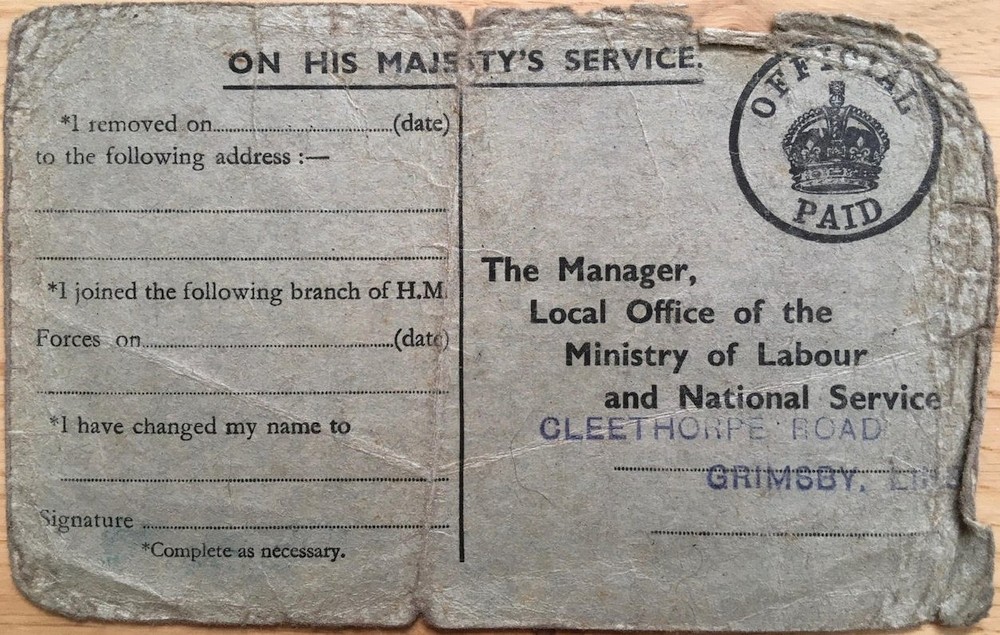 ON HIS MAJESTY'S SERVICE.
OFFICIAL
PAID
*I removed on..........(date)
to the following address :—
*I joined the following branch of H.M.
Forces on..........(date)
*I have changed my name to
Signature ..........
*Complete as necessary.
The Manager,
Local Office of the
Ministry of Labour
and National Service
CLEETHORPE ROAD
GRIMSBY,